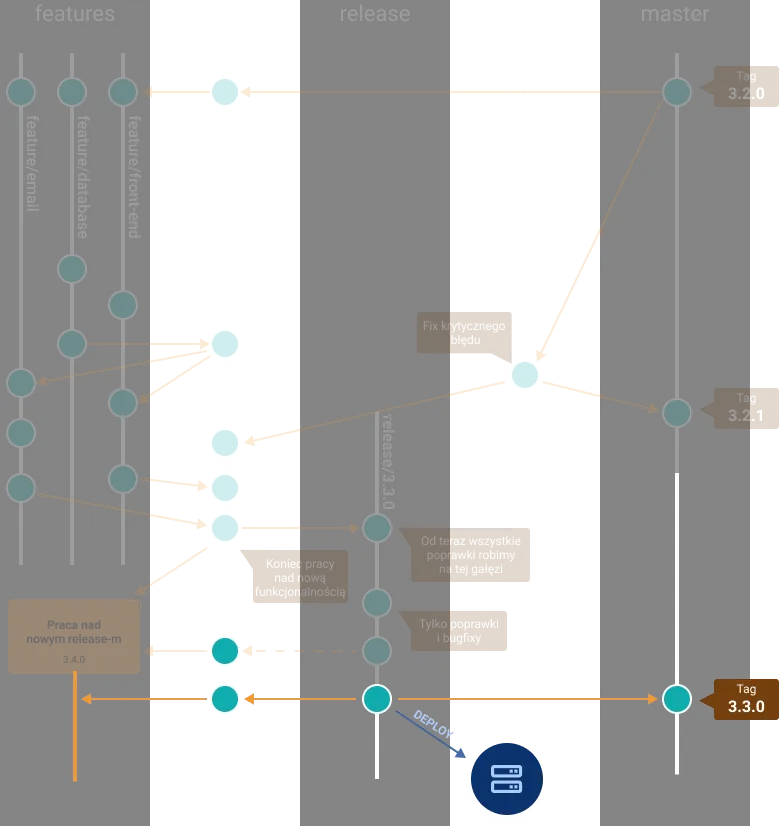 features
release
master
Tag
3.2.0
feature/email
feature/database
feature/front-end
Fix krytycznego
błędu
Tag
3.2.1
release/3.3.0
Od teraz wszystkie
poprawki robimy
na tej gałęzi
Koniec pracy
nad nową
funkcjonalnością
Praca nad
nowym release-m
3.4.0
Tylko poprawki
i bugfixy
Tag
3.3.0
DEPLOY